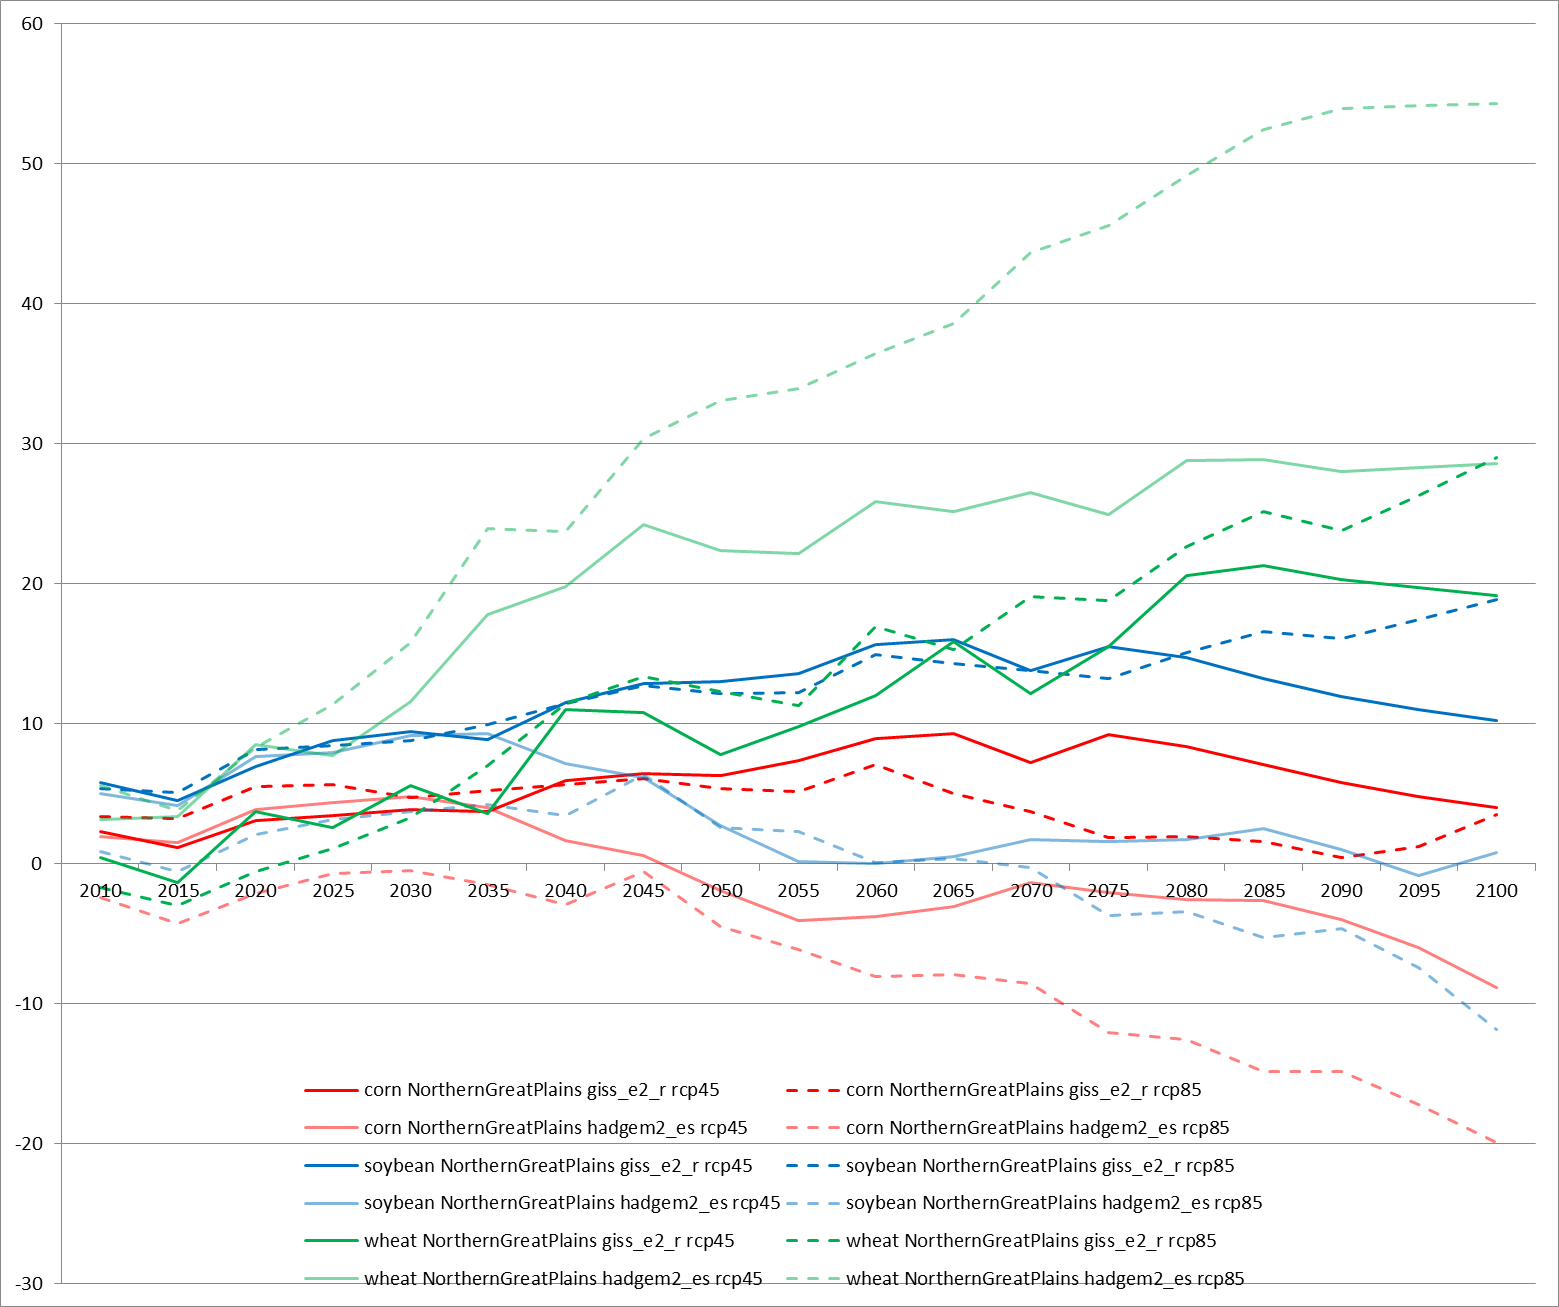 60
50
40
30
20
10
0
2010 2015 2020 2025 2030 2035 2040 2045 2050 2055 2060 2065 2070 2075 2080 2085 2090 2095 2100
-10
corn NorthernGreatPlains giss_e2_r rcp45 corn NorthernGreatPlains giss_e2_r rcp85
corn NorthernGreatPlains hadgem2_es rcp45 corn NorthernGreatPlains hadgem2_es rcp85
-20
soybean NorthernGreatPlains giss_e2_r rcp45 soybean NorthernGreatPlains giss_e2_r rcp85
soybean NorthernGreatPlains hadgem2_es rcp45 soybean NorthernGreatPlains hadgem2_es rcp85
wheat NorthernGreatPlains giss_e2_r rcp45 wheat NorthernGreatPlains giss_e2_r rcp85
wheat NorthernGreatPlains hadgem2_es rcp45 wheat NorthernGreatPlains hadgem2_es rcp85
-30